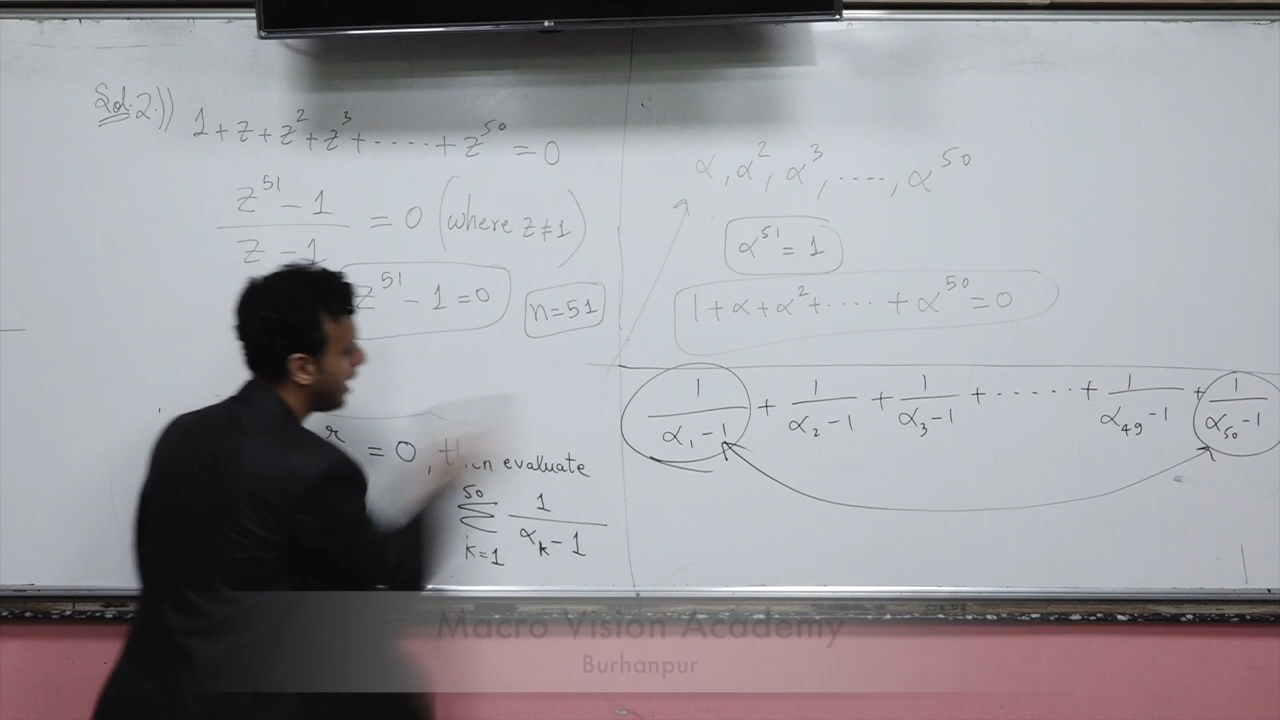 Sol. 2.))
1 + z + z² + z³ + ..... + z⁵⁰ = 0
z⁵¹ - 1 / z - 1 = 0 (where z ≠ 1)
z⁵¹ - 1 = 0
n = 51
= 0, then evaluate
50 Σ k=1 1 / αₖ - 1
α, α², α³, ....., α⁵⁰
α⁵¹ = 1
1 + α + α² + ..... + α⁵⁰ = 0
1 / α₁ - 1 + 1 / α₂ - 1 + 1 / α₃ - 1 + ...... + 1 / α₄₉ - 1 + 1 / α₅₀ - 1
Macro Vision Academy
Burhanpur